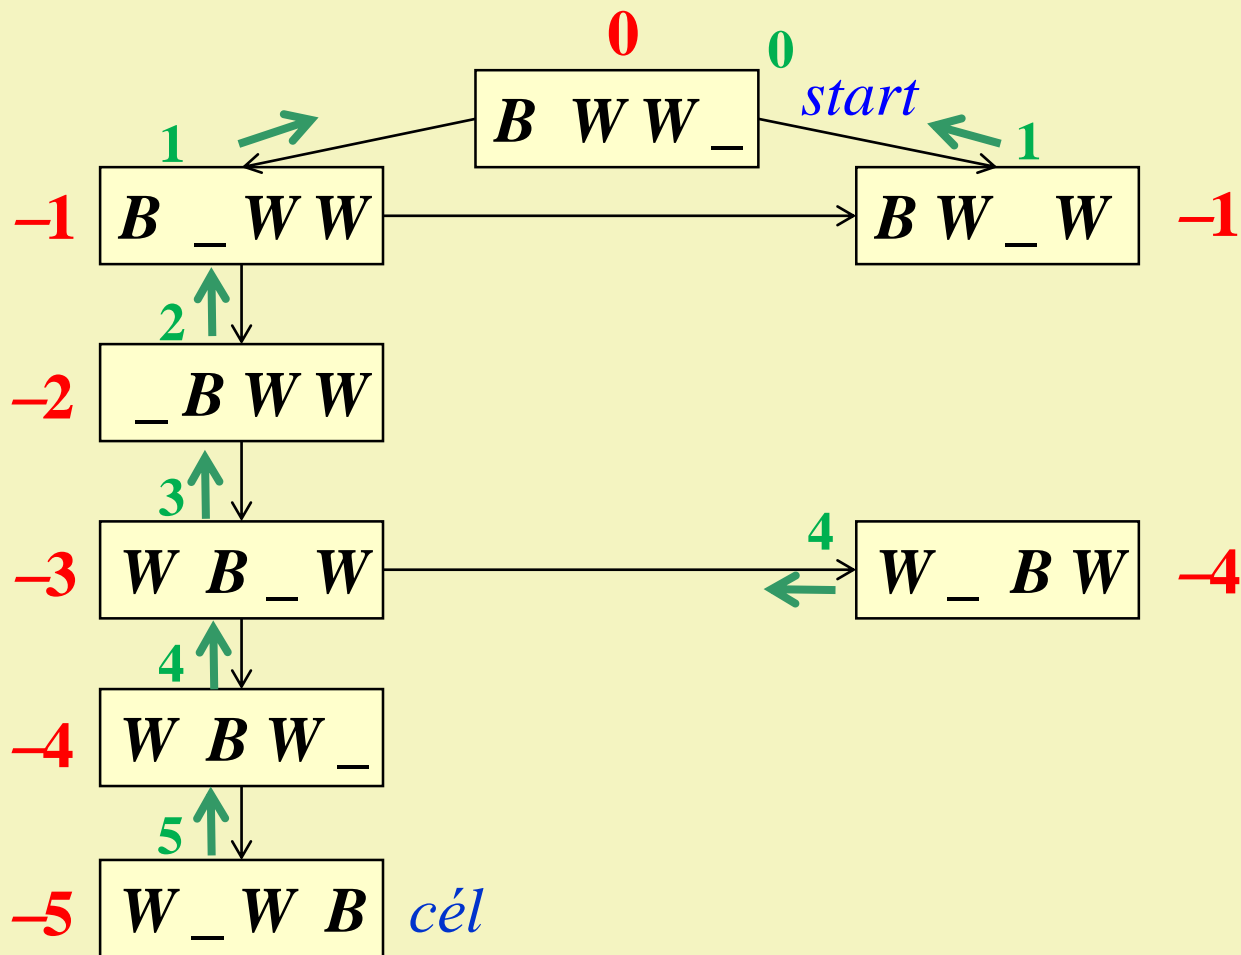 0
0
B W W _
start
1
1
–1
B _ W W
B W _ W
–1
2
–2
_ B W W
3
4
–3
W B _ W
W _ B W
–4
4
–4
W B W _
5
–5
W _ W B
cél